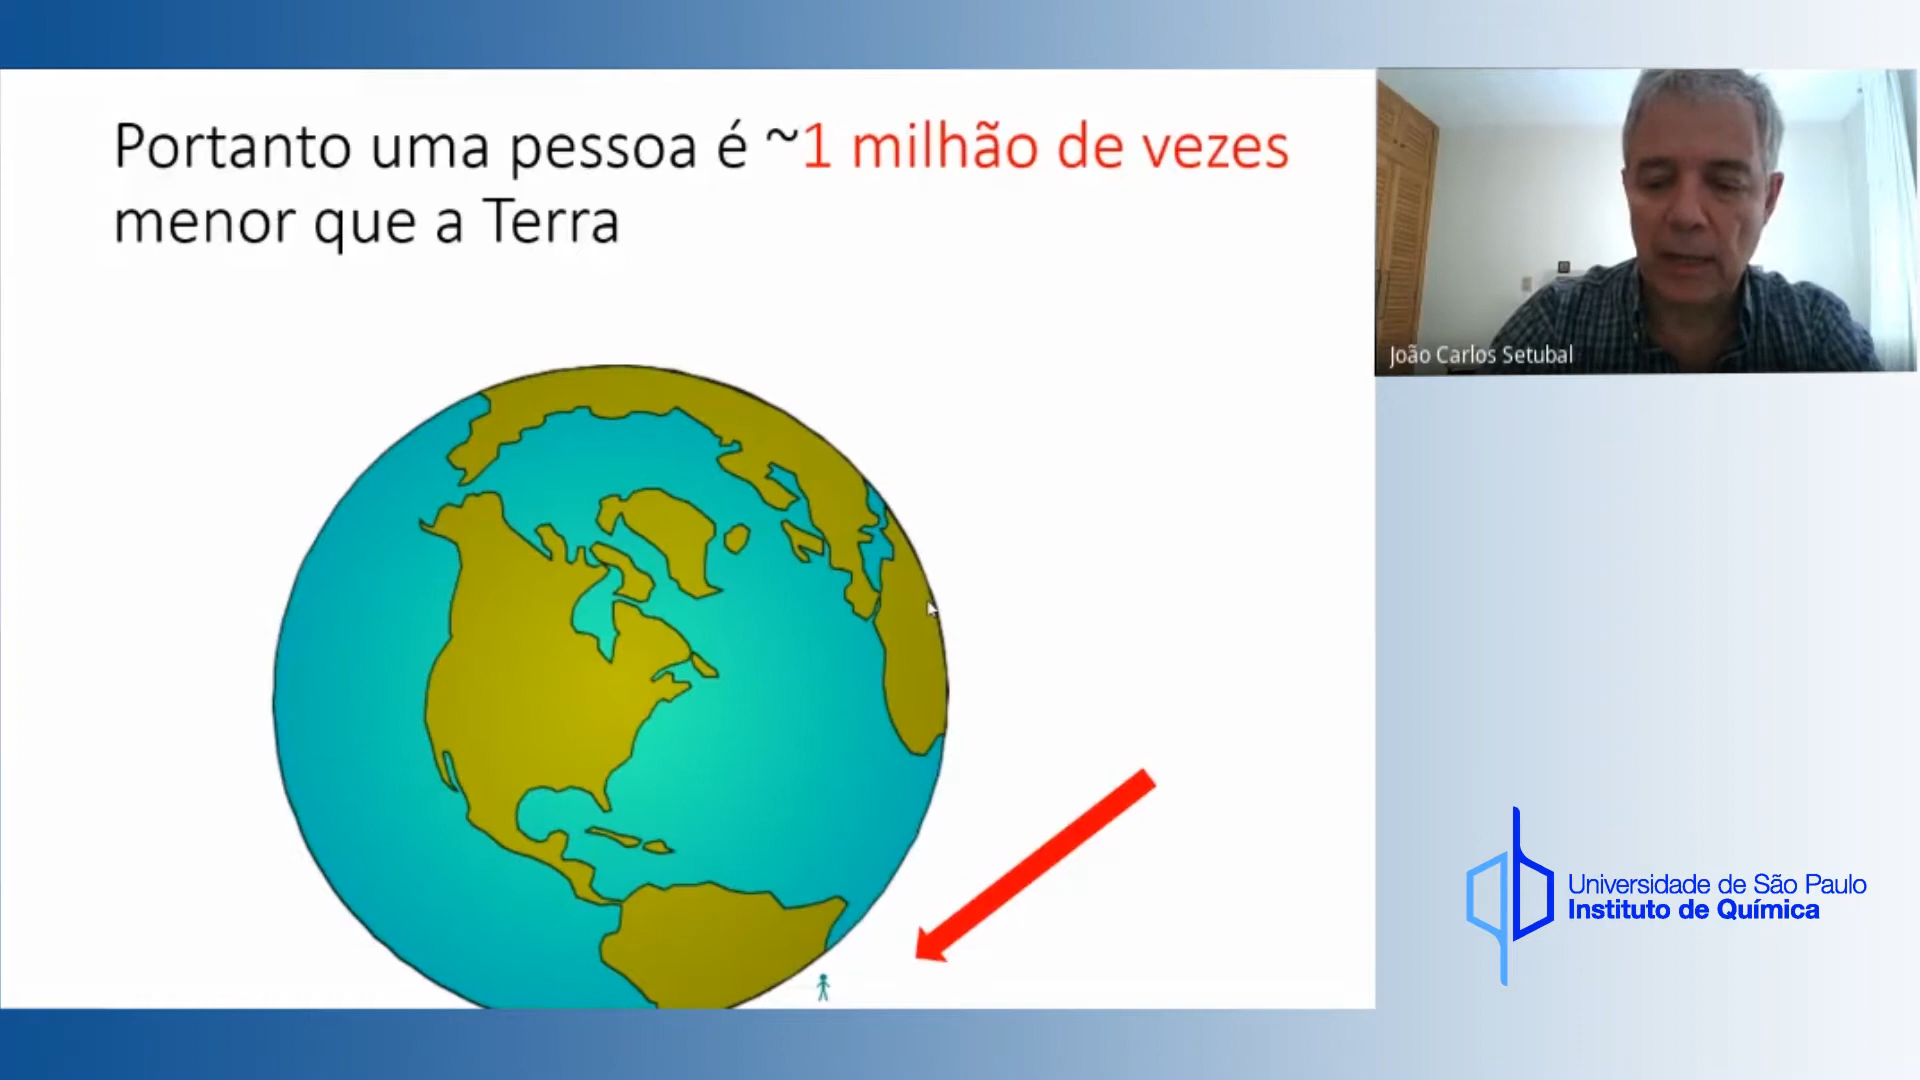 Portanto uma pessoa é ~1 milhão de vezes
menor que a Terra
João Carlos Setubal
Universidade de São Paulo
Instituto de Química